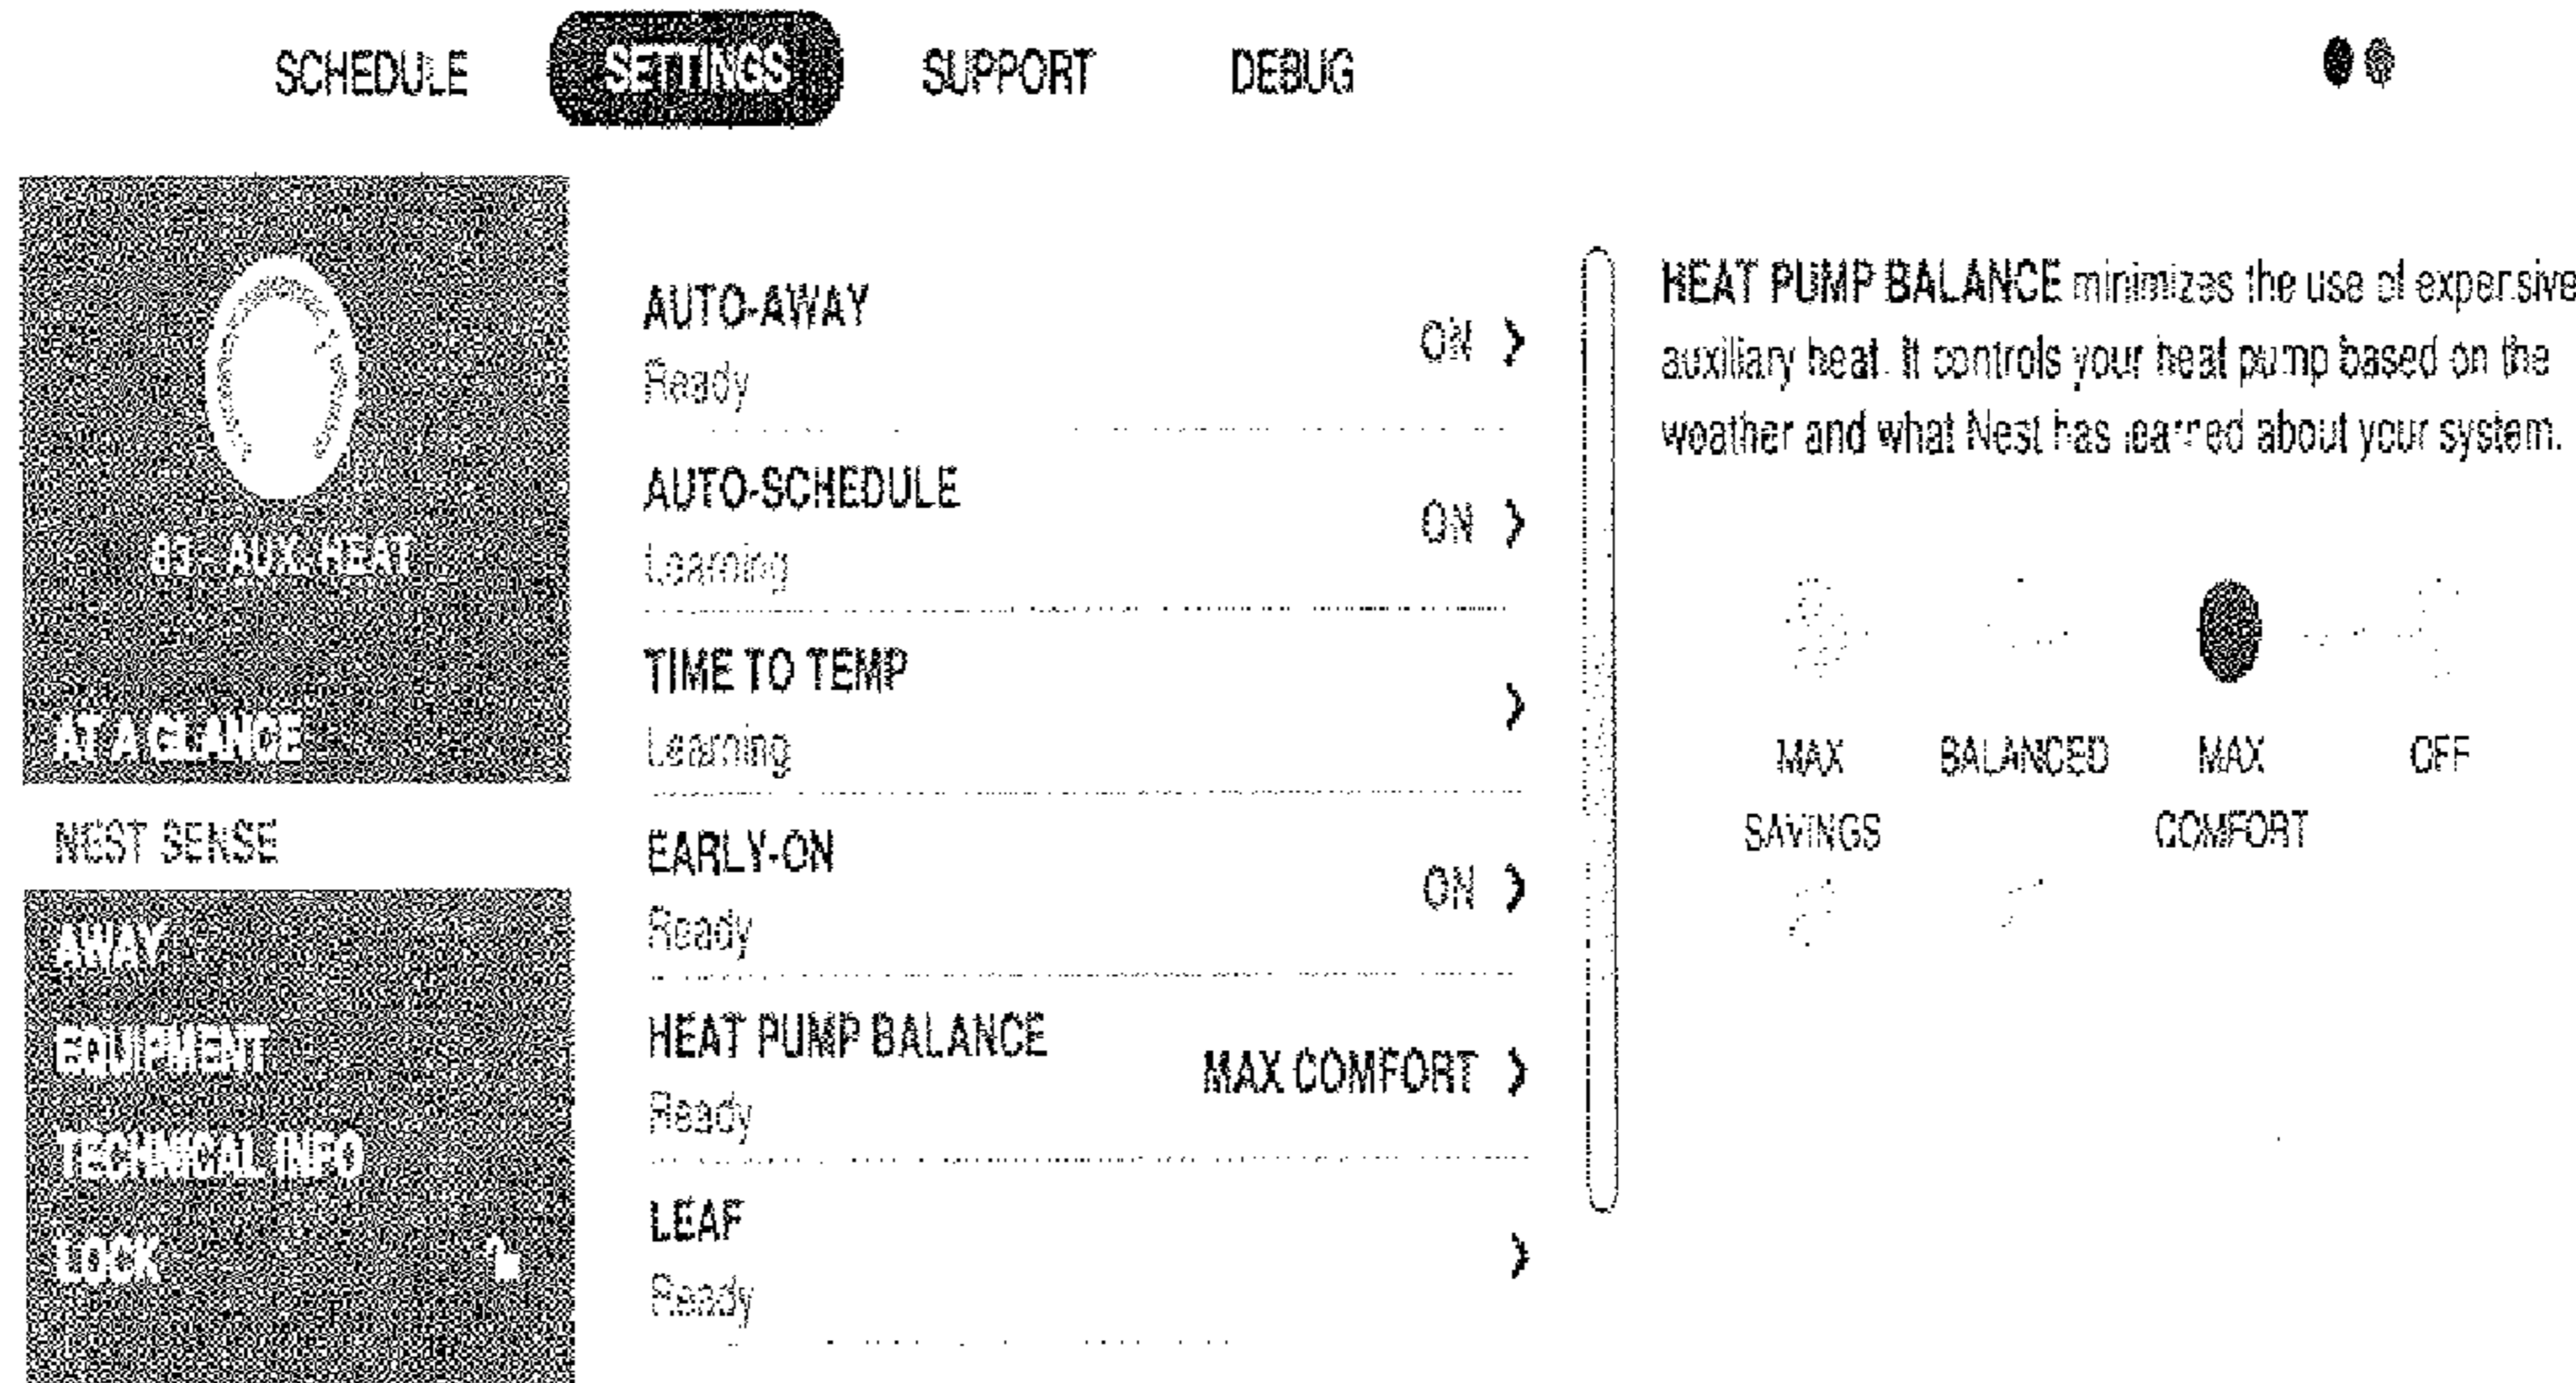 SCHEDULE SETTINGS SUPPORT DEBUG
83° AUX. HEAT
AT A GLANCE
NEST SENSE
AWAY
EQUIPMENT
TECHNICAL INFO
LOCK
AUTO-AWAY
Ready
ON
AUTO-SCHEDULE
Learning
ON
TIME TO TEMP
Learning
EARLY-ON
Ready
ON
HEAT PUMP BALANCE
Ready
MAX COMFORT
LEAF
Ready
HEAT PUMP BALANCE minimizes the use of expensive
auxiliary heat. It controls your heat pump based on the
weather and what Nest has learned about your system.
MAX BALANCED MAX OFF
SAVINGS COMFORT